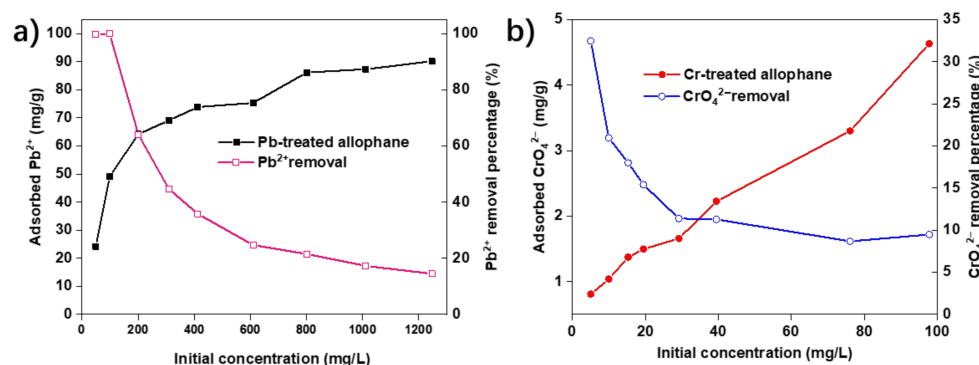 a)
Adsorbed Pb²⁺ (mg/g)
100
90
80
70
60
50
40
30
20
10
0
Pb-treated allophane
Pb²⁺removal
100
80
60
40
20
0
Pb²⁺ removal percentage (%)
0 200 400 600 800 1000 1200
Initial concentration (mg/L)
b)
Adsorbed CrO₄²⁻ (mg/g)
5
4
3
2
1
Cr-treated allophane
CrO₄²⁻removal
35
30
25
20
15
10
5
0
CrO₄²⁻ removal percentage (%)
0 20 40 60 80 100
Initial concentration (mg/L)